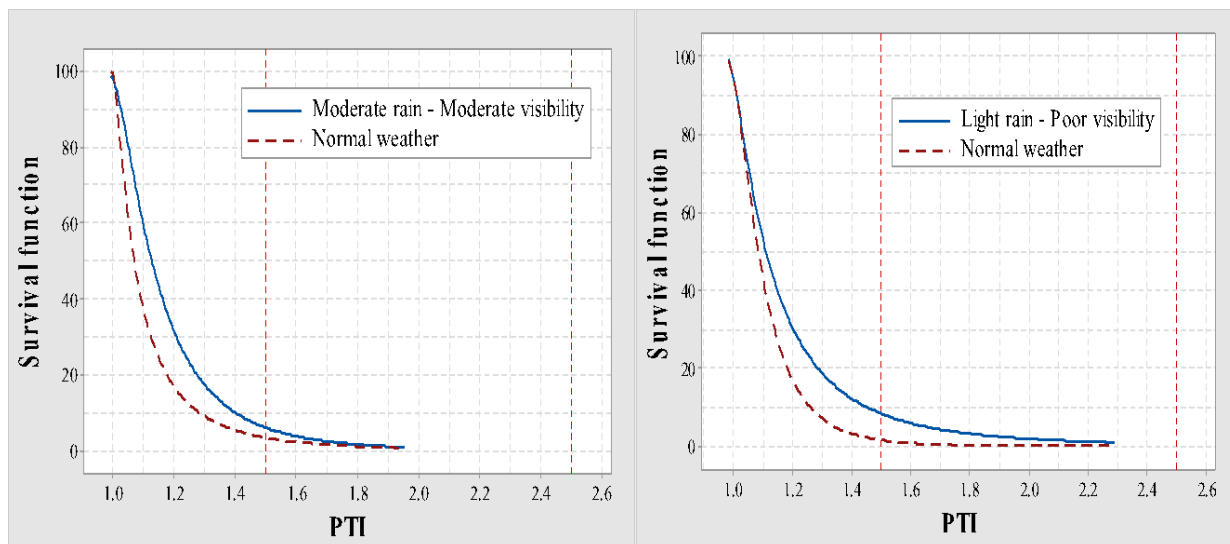 Survival function
100
80
60
40
20
0
Moderate rain - Moderate visibility
Normal weather
1.0 1.2 1.4 1.6 1.8 2.0 2.2 2.4 2.6
PTI
Survival function
100
80
60
40
20
0
Light rain - Poor visibility
Normal weather
1.0 1.2 1.4 1.6 1.8 2.0 2.2 2.4 2.6
PTI